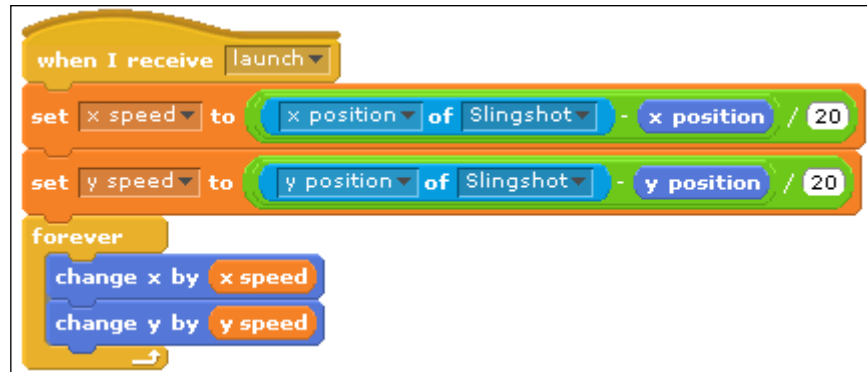 when I receive launch
set x speed to x position of Slingshot - x position / 20
set y speed to y position of Slingshot - y position / 20
forever
change x by x speed
change y by y speed